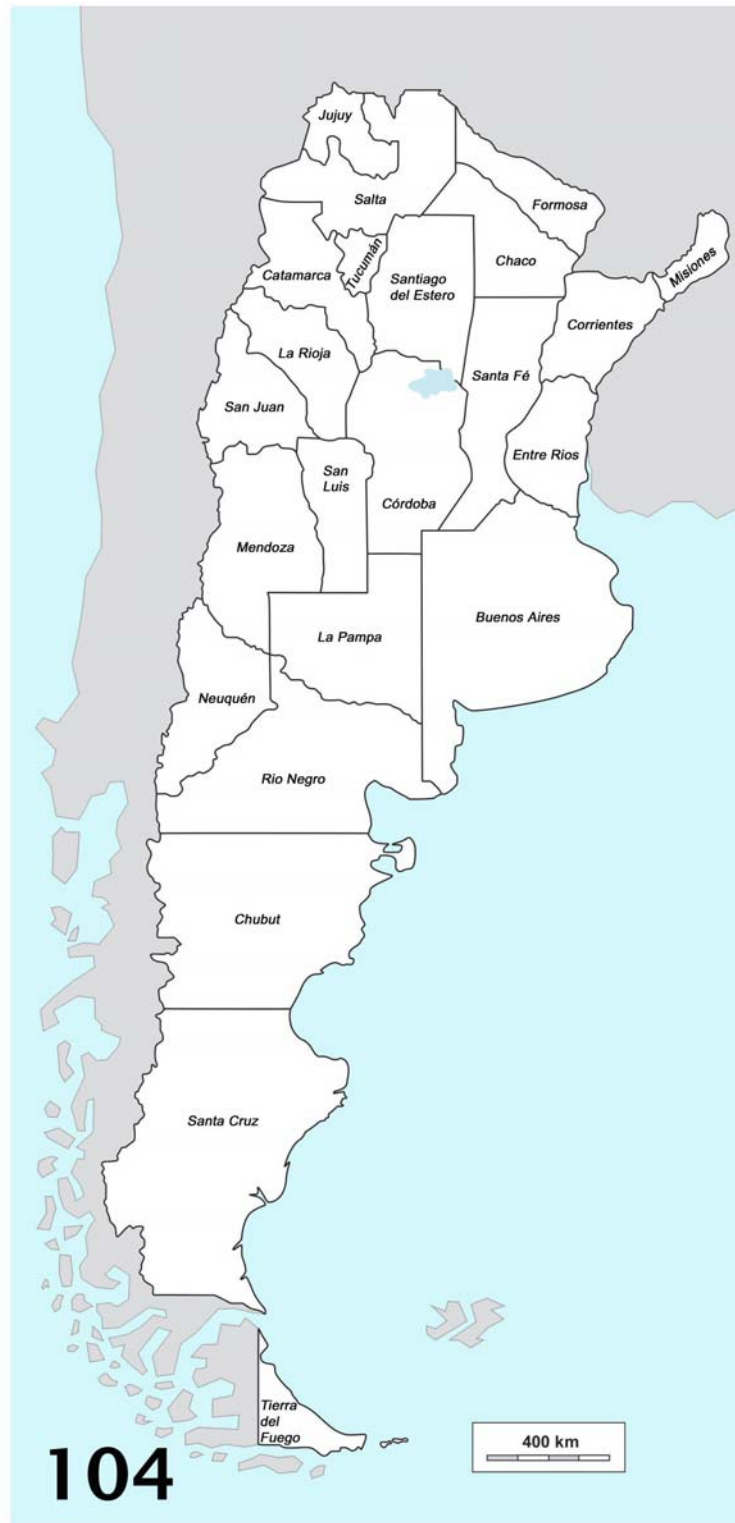 Jujuy
Salta
Formosa
Chaco
Misiones
Tucumán
Catamarca
Santiago
del Estero
Corrientes
La Rioja
Santa Fé
San Juan
Entre Rios
San
Luis
Córdoba
Mendoza
Buenos Aires
La Pampa
Neuquén
Rio Negro
Chubut
Santa Cruz
Tierra
del
Fuego
400 km
104